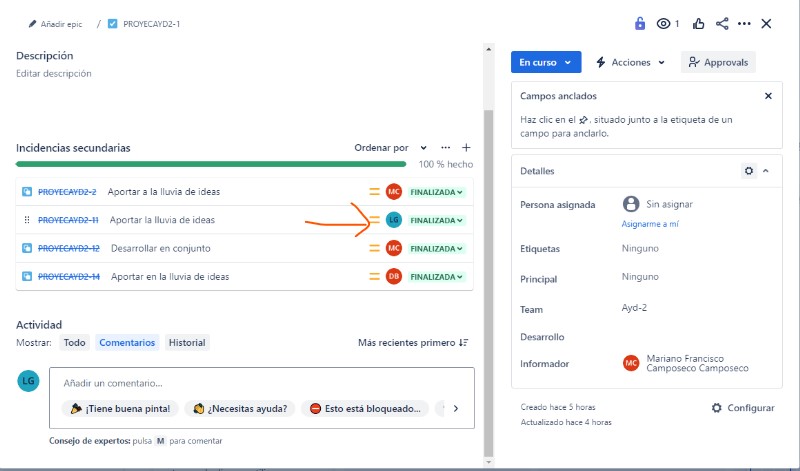 Añadir epic / PROYECAYD2-1
1
Descripción
Editar descripción
Incidencias secundarias
Ordenar por
100 % hecho
PROYECAYD2-2 Aportar a la lluvia de ideas MC FINALIZADA
PROYECAYD2-11 Aportar la lluvia de ideas LG FINALIZADA
PROYECAYD2-12 Desarrollar en conjunto MC FINALIZADA
PROYECAYD2-14 Aportar en la lluvia de ideas DB FINALIZADA
Actividad
Mostrar: Todo Comentarios Historial Más recientes primero
LG
Añadir un comentario...
¡Tiene buena pinta! ¿Necesitas ayuda? Esto está bloqueado...
Consejo de expertos: pulsa M para comentar
En curso Acciones Approvals
Campos anclados
Haz clic en el , situado junto a la etiqueta de un
campo para anclarlo.
Detalles
Persona asignada Sin asignar
Asignarme a mí
Etiquetas Ninguno
Principal Ninguno
Team Ayd-2
Desarrollo
Informador MC Mariano Francisco
Camposeco Camposeco
Creado hace 5 horas
Configurar
Actualizado hace 4 horas